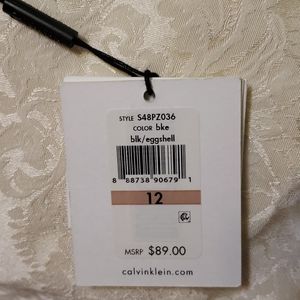 STYLE S48PZ036
COLOR bke
blk/eggshell
8 88738 90679 1
12
MSRP $89.00
calvinklein.com